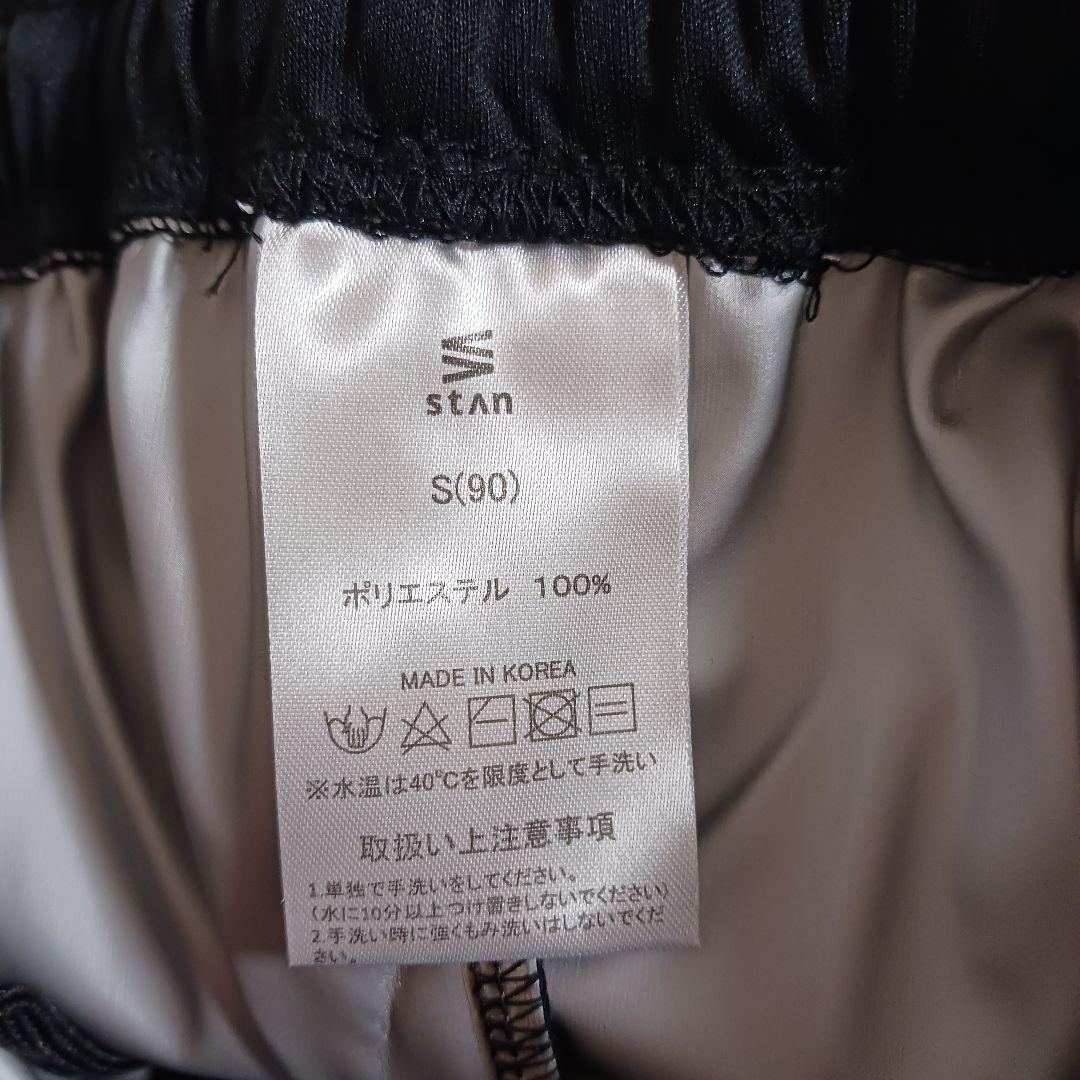 stan
S(90)
ポリエステル 100%
MADE IN KOREA
※水温は40℃を限度として手洗い
取扱い上注意事項
1.単独で手洗いをしてください。
(水に10分以上つけ置きしないでください)
2.手洗い時に強くもみ洗いはしないでくだ
さい。